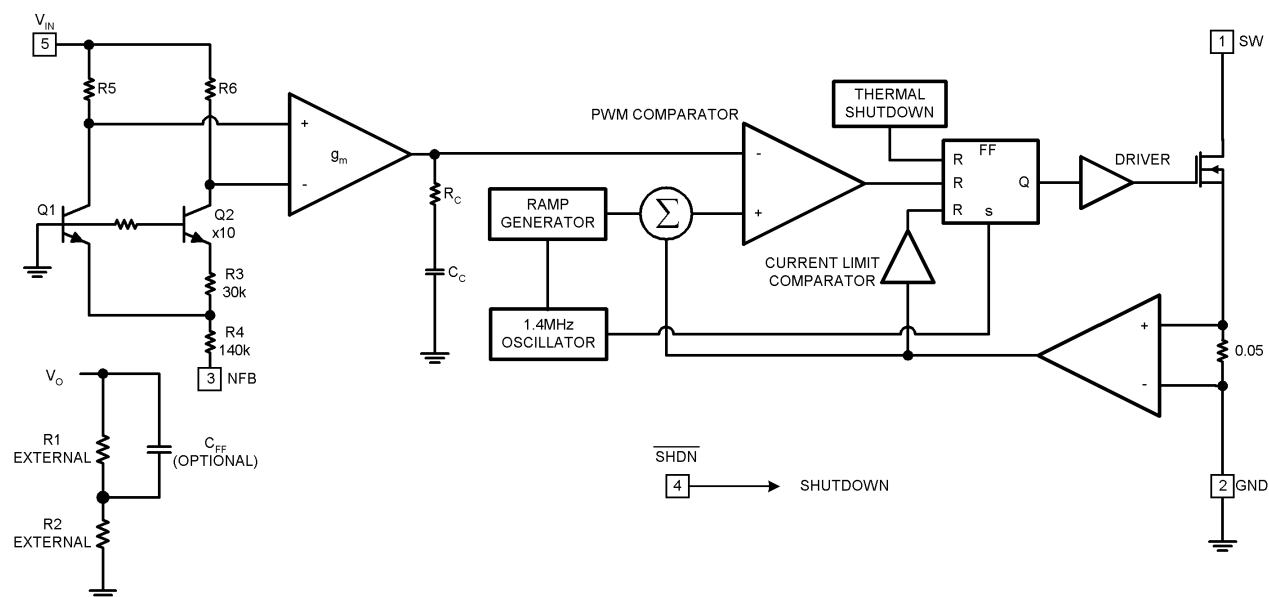 VIN
5
R5
R6
+
gm
-
Q1
Q2
x10
R3
30k
R4
140k
3 NFB
RC
CC
PWM COMPARATOR
-
+
RAMP
GENERATOR
Σ
1.4MHz
OSCILLATOR
THERMAL
SHUTDOWN
CURRENT LIMIT
COMPARATOR
FF
R
R
Q
R
s
DRIVER
1 SW
+
-
0.05
2 GND
VO
R1
EXTERNAL
CFF
(OPTIONAL)
R2
EXTERNAL
SHDN
4
SHUTDOWN